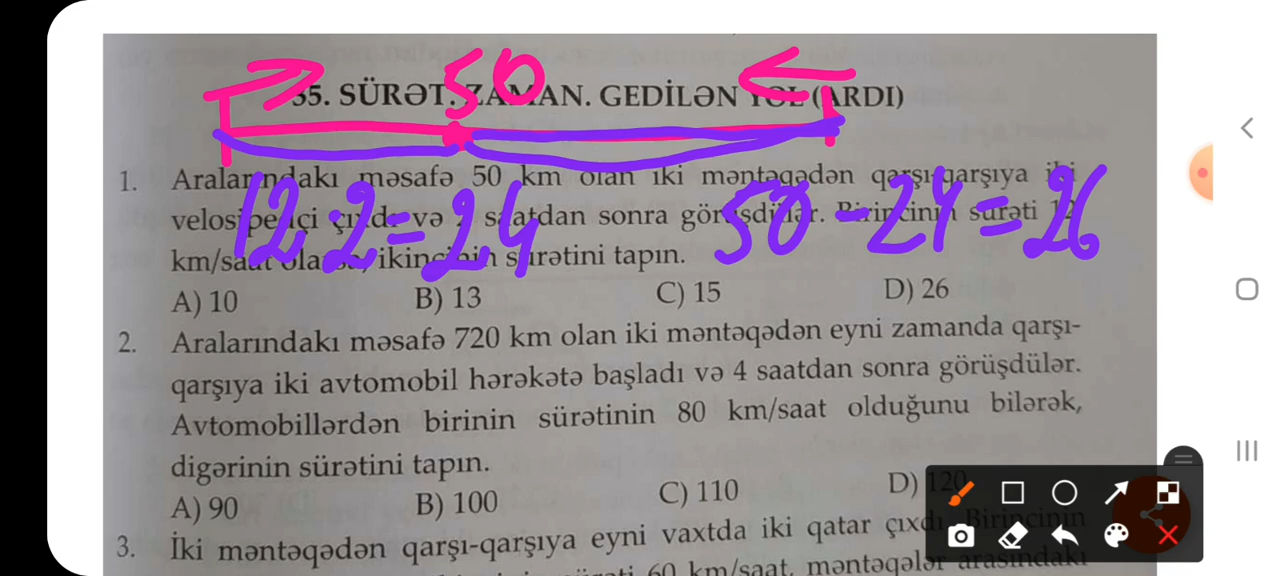 50
35. SÜRƏT. ZAMAN. GEDİLƏN YOL (ARDI)
1. Aralarındakı məsafə 50 km olan iki məntəqədən qarşı-qarşıya iki
velosipedçi çıxdı və 2 saatdan sonra görüşdülər. Birincinin sürəti 12
km/saat olarsa, ikincinin sürətini tapın.
12·2=24 50-24=26
A) 10 B) 13 C) 15 D) 26
2. Aralarındakı məsafə 720 km olan iki məntəqədən eyni zamanda qarşı-
qarşıya iki avtomobil hərəkətə başladı və 4 saatdan sonra görüşdülər.
Avtomobillərdən birinin sürətinin 80 km/saat olduğunu bilərək,
digərinin sürətini tapın.
A) 90 B) 100 C) 110 D) 120
3. İki məntəqədən qarşı-qarşıya eyni vaxtda iki qatar çıxdı. Birincinin
60 km/saat, məntəqələr arasındakı